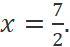 x = 7/2.